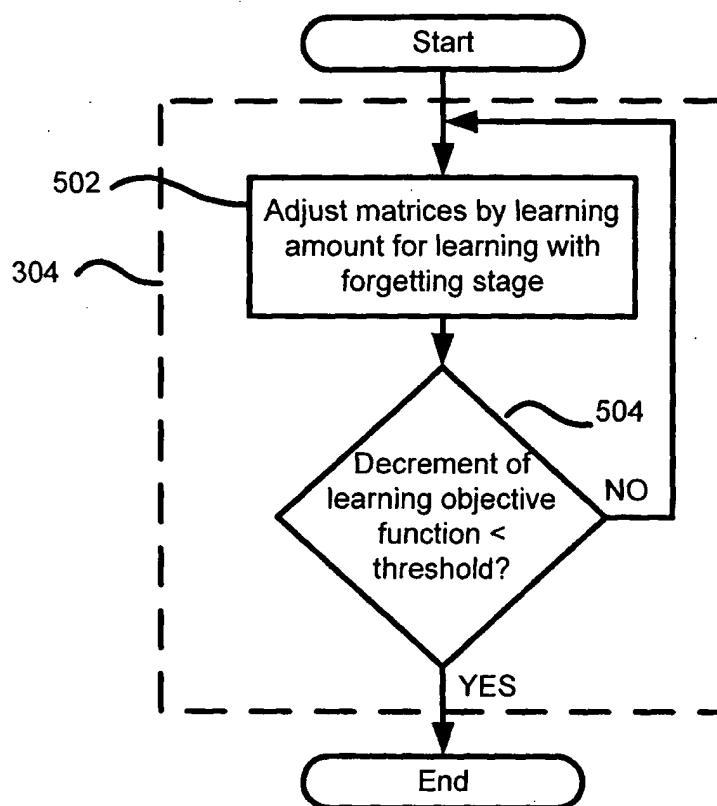 Start
502
Adjust matrices by learning
amount for learning with
forgetting stage
304
504
Decrement of
learning objective
function <
threshold?
NO
YES
End